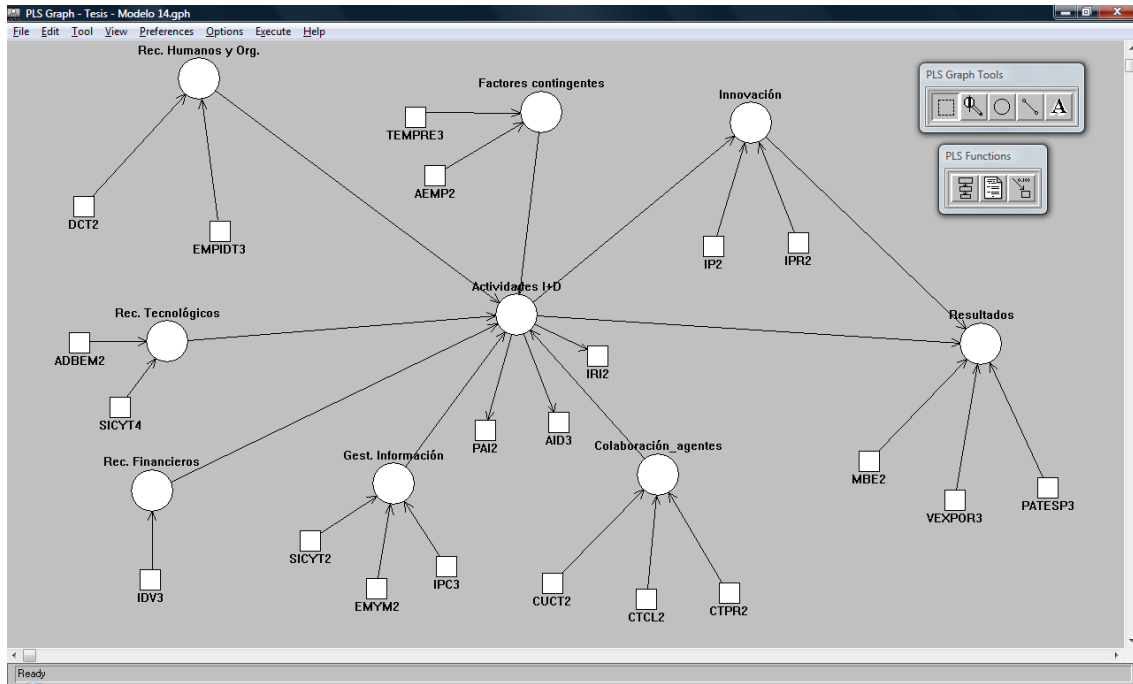 PLS Graph - Tesis - Modelo 14.gph
File Edit Tool View Preferences Options Execute Help
Rec. Humanos y Org.
Factores contingentes
Innovación
PLS Graph Tools
A
TEMPRE3
AEMP2
PLS Functions
DCT2
EMPIDT3
IP2
IPR2
Actividades I+D
Rec. Tecnológicos
Resultados
ADBEM2
IRI2
SICYT4
PAI2
AID3
Rec. Financieros
Gest. Información
Colaboración_agentes
MBE2
VEXPOR3
PATESP3
SICYT2
IPC3
IDV3
EMYM2
CUCT2
CTCL2
CTPR2
Ready